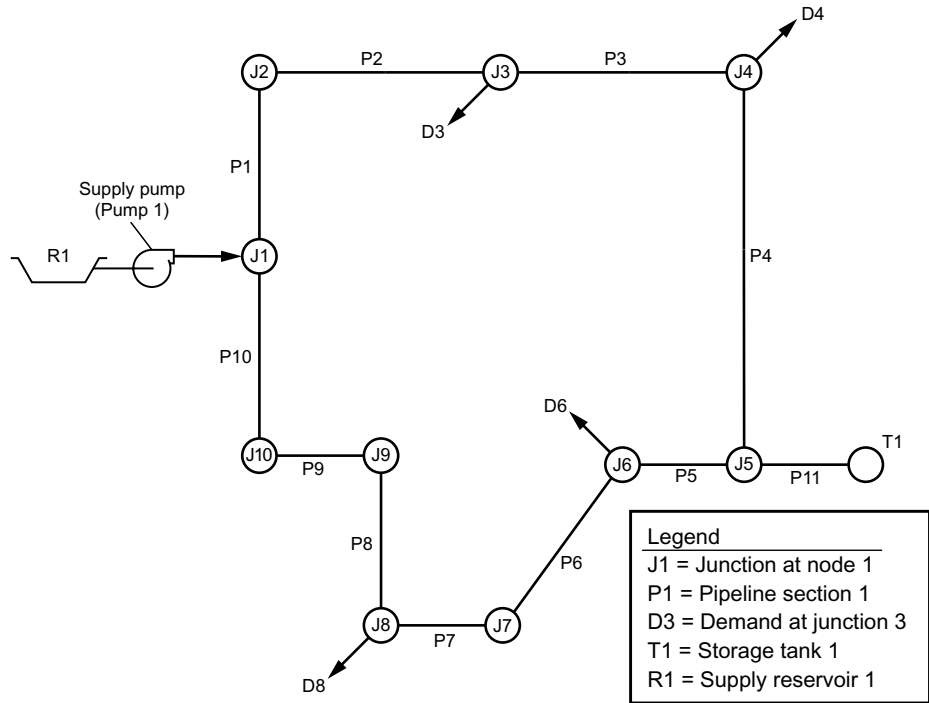 D4
J2
P2
J3
P3
J4
D3
P1
Supply pump
(Pump 1)
R1
J1
P4
P10
D6
T1
J10
P9
J9
J6
P5
J5
P11
P8
P6
J8
P7
J7
D8
Legend
J1 = Junction at node 1
P1 = Pipeline section 1
D3 = Demand at junction 3
T1 = Storage tank 1
R1 = Supply reservoir 1